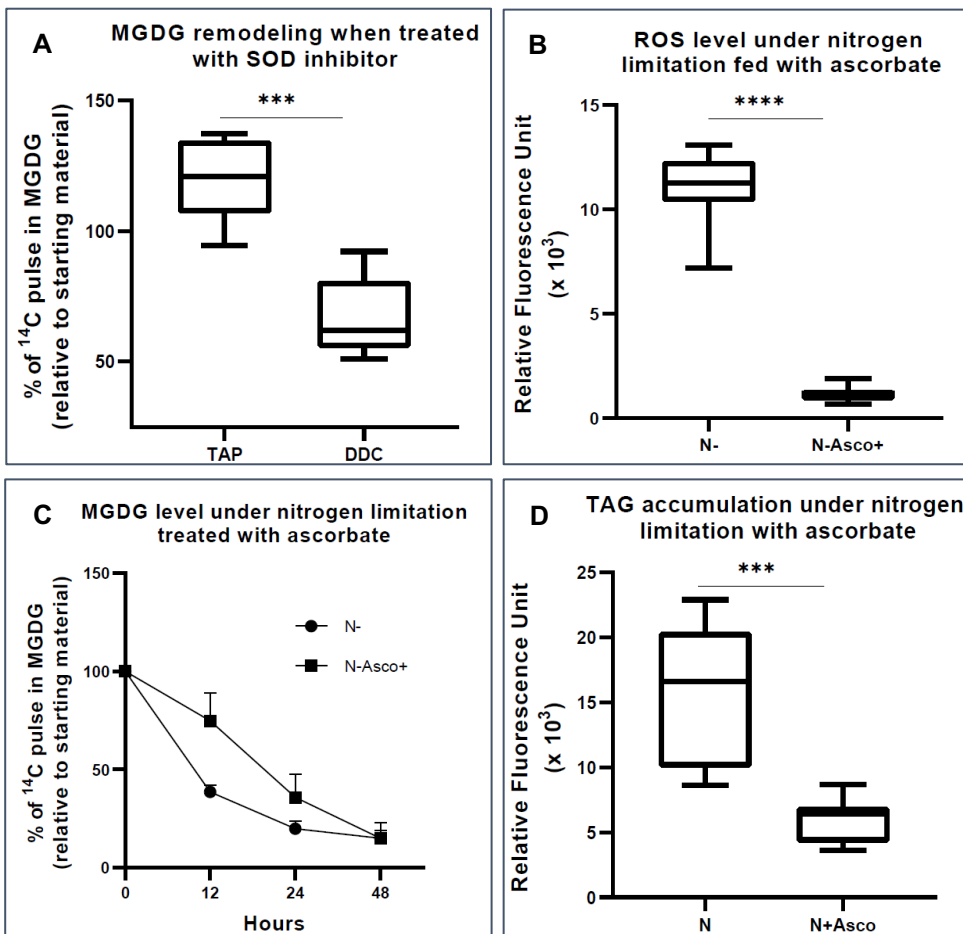 A
MGDG remodeling when treated
with SOD inhibitor
% of ¹⁴C pulse in MGDG
(relative to starting material)
150
100
50
***
TAP
DDC
B
ROS level under nitrogen
limitation fed with ascorbate
Relative Fluorescence Unit
(x 10³)
15
10
5
0
****
N-
N-Asco+
C
MGDG level under nitrogen limitation
treated with ascorbate
% of ¹⁴C pulse in MGDG
(relative to starting material)
150
100
50
0
N-
N-Asco+
0
12
24
48
Hours
D
TAG accumulation under nitrogen
limitation with ascorbate
Relative Fluorescence Unit
(x 10³)
25
20
15
10
5
0
***
N
N+Asco